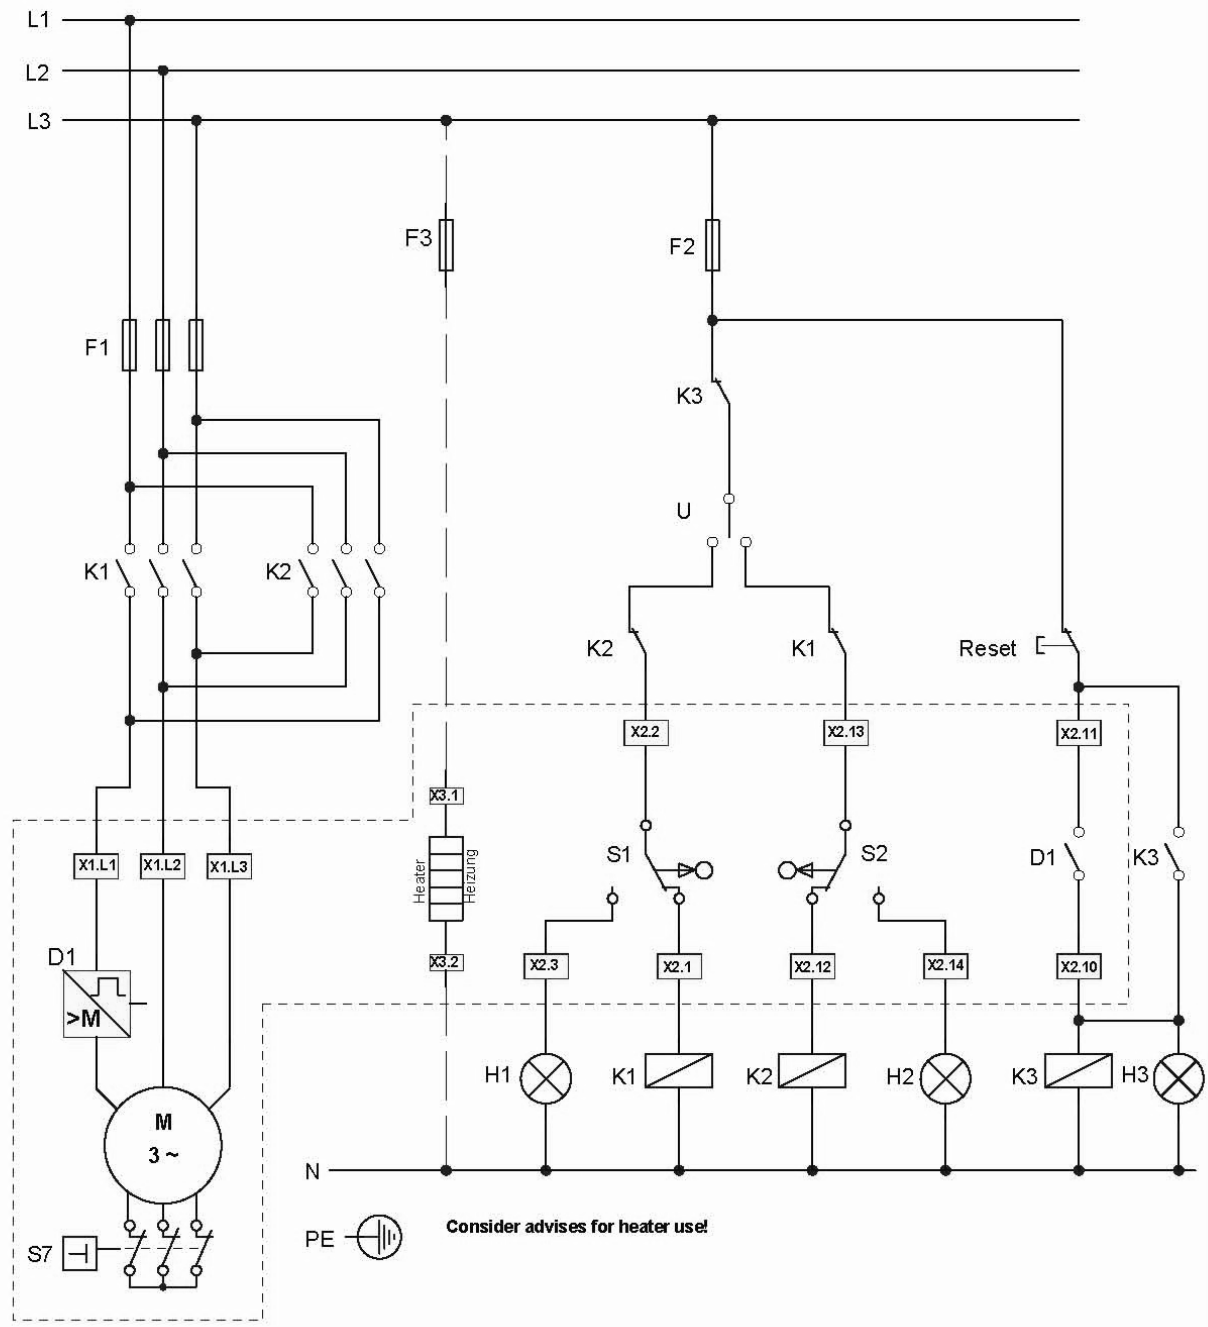 L1
L2
L3
F3
F2
F1
K3
U
K1
K2
K2
K1
Reset
X2.2
X2.13
X2.11
X3.1
X1.L1
X1.L2
X1.L3
Heater
Heizung
S1
S2
D1
K3
D1
>M
X3.2
X2.3
X2.1
X2.12
X2.14
X2.10
H1
K1
K2
H2
K3
H3
M
3 ~
N
PE
Consider advises for heater use!
S7